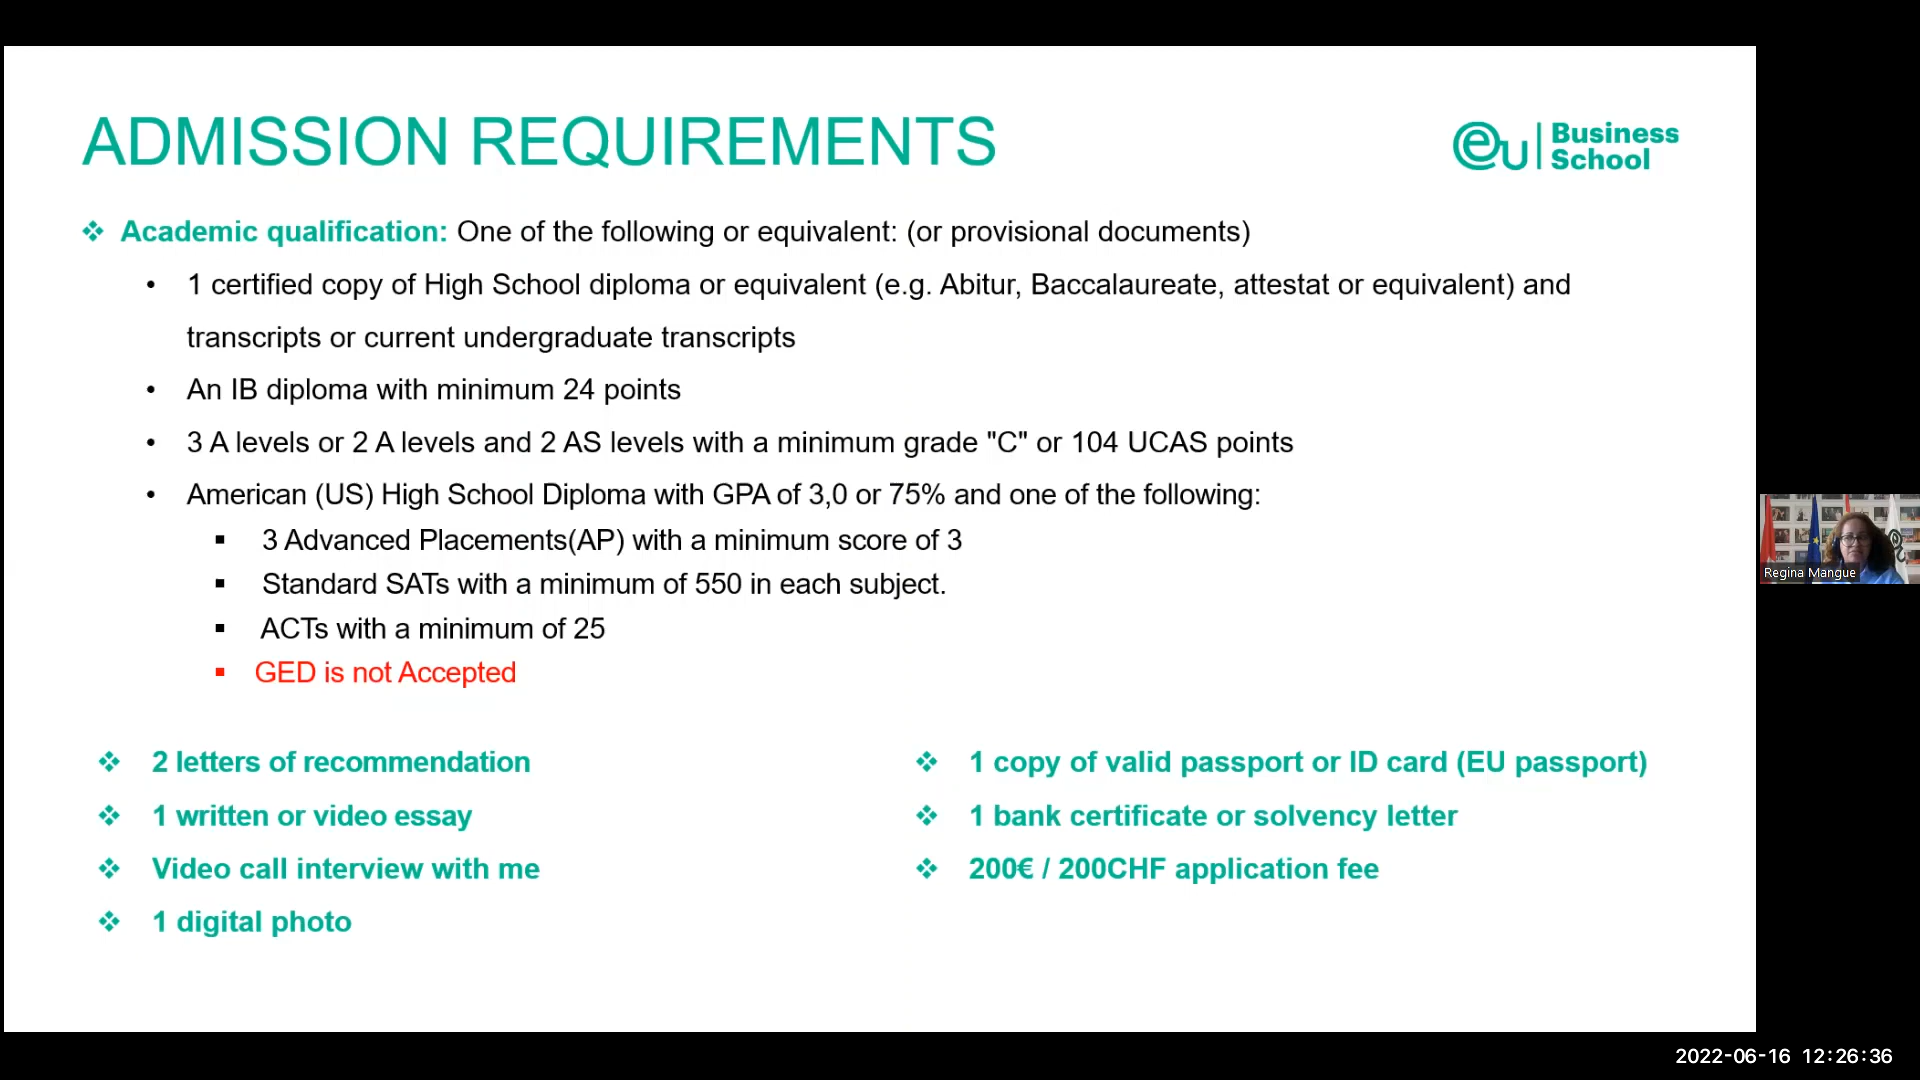 ADMISSION REQUIREMENTS
eu Business
School
❖ Academic qualification: One of the following or equivalent: (or provisional documents)
• 1 certified copy of High School diploma or equivalent (e.g. Abitur, Baccalaureate, attestat or equivalent) and
transcripts or current undergraduate transcripts
• An IB diploma with minimum 24 points
• 3 A levels or 2 A levels and 2 AS levels with a minimum grade "C" or 104 UCAS points
• American (US) High School Diploma with GPA of 3,0 or 75% and one of the following:
▪ 3 Advanced Placements(AP) with a minimum score of 3
▪ Standard SATs with a minimum of 550 in each subject.
▪ ACTs with a minimum of 25
▪ GED is not Accepted
❖ 2 letters of recommendation
❖ 1 written or video essay
❖ Video call interview with me
❖ 1 digital photo
❖ 1 copy of valid passport or ID card (EU passport)
❖ 1 bank certificate or solvency letter
❖ 200€ / 200CHF application fee
Regina Mangue
2022-06-16 12:26:36